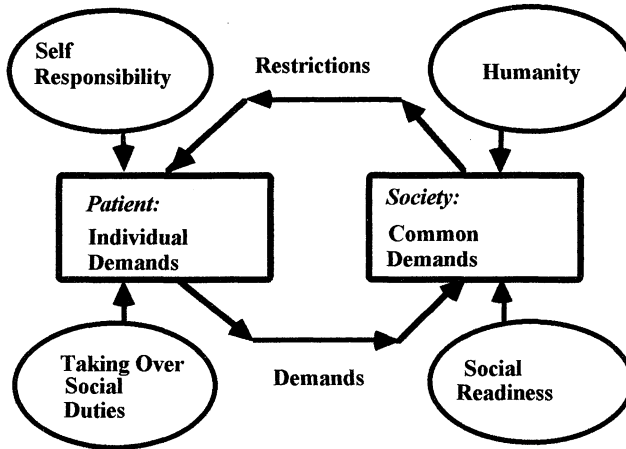 Self
Responsibility
Restrictions
Humanity
Patient:
Individual
Demands
Society:
Common
Demands
Taking Over
Social
Duties
Demands
Social
Readiness